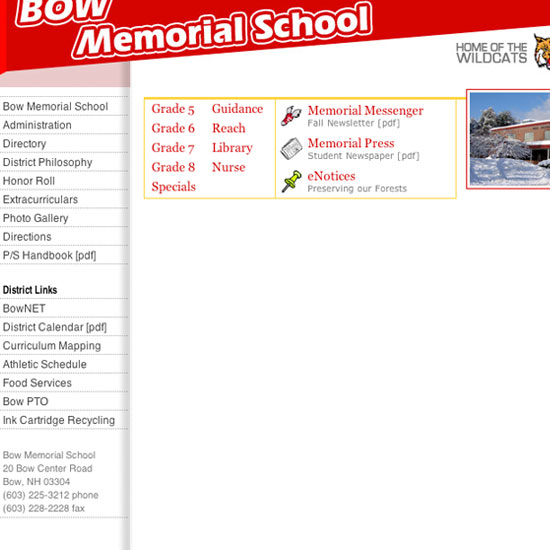 Bow
Memorial School
HOME OF THE
WILDCATS
Bow Memorial School
Administration
Directory
District Philosophy
Honor Roll
Extracurriculars
Photo Gallery
Directions
P/S Handbook [pdf]
District Links
BowNET
District Calendar [pdf]
Curriculum Mapping
Athletic Schedule
Food Services
Bow PTO
Ink Cartridge Recycling
Bow Memorial School
20 Bow Center Road
Bow, NH 03304
(603) 225-3212 phone
(603) 228-2228 fax
Grade 5
Grade 6
Grade 7
Grade 8
Specials
Guidance
Reach
Library
Nurse
Memorial Messenger
Fall Newsletter [pdf]
Memorial Press
Student Newspaper [pdf]
eNotices
Preserving our Forests